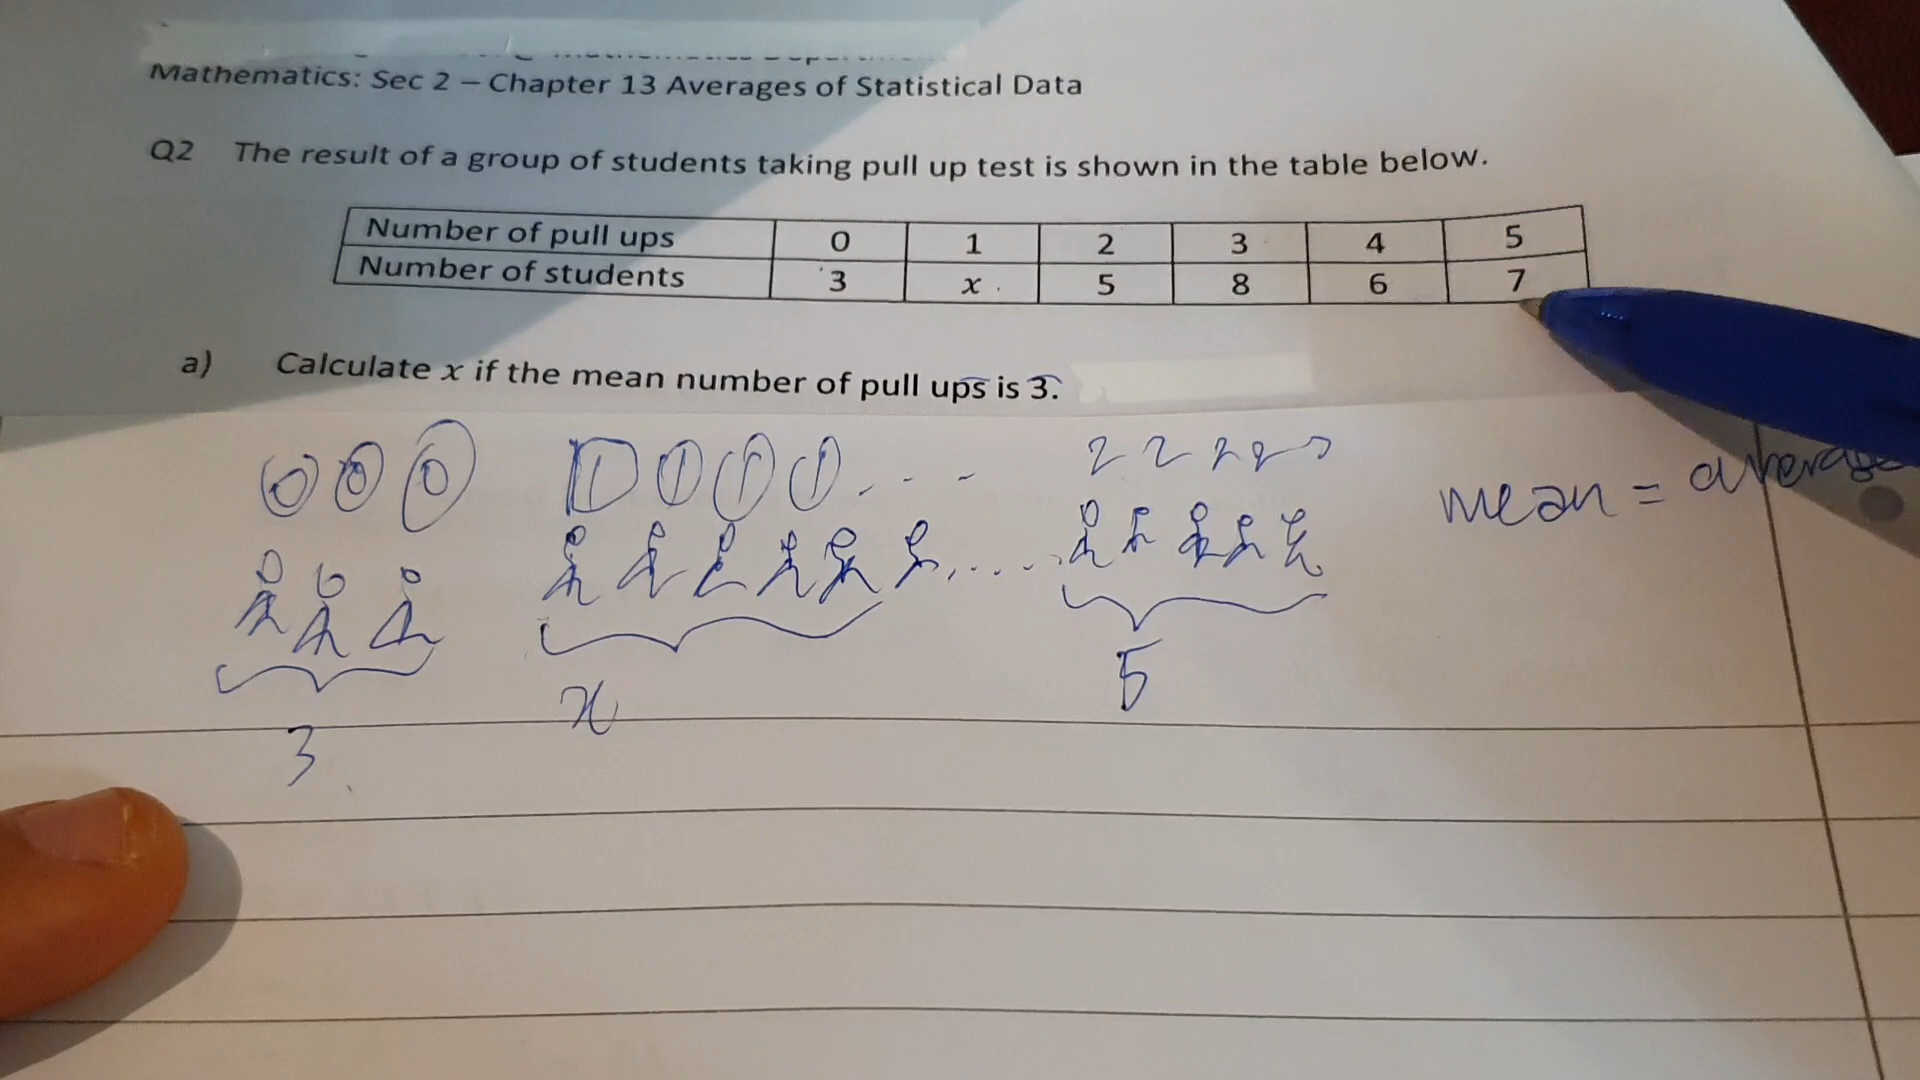 Mathematics: Sec 2 – Chapter 13 Averages of Statistical Data
Q2 The result of a group of students taking pull up test is shown in the table below.
Number of pull ups 0 1 2 3 4 5
Number of students 3 x 5 8 6 7
a) Calculate x if the mean number of pull ups is 3.
0 0 0 1 1 1 1 . . . 2 2 2 2 2
mean = average
3 x 5